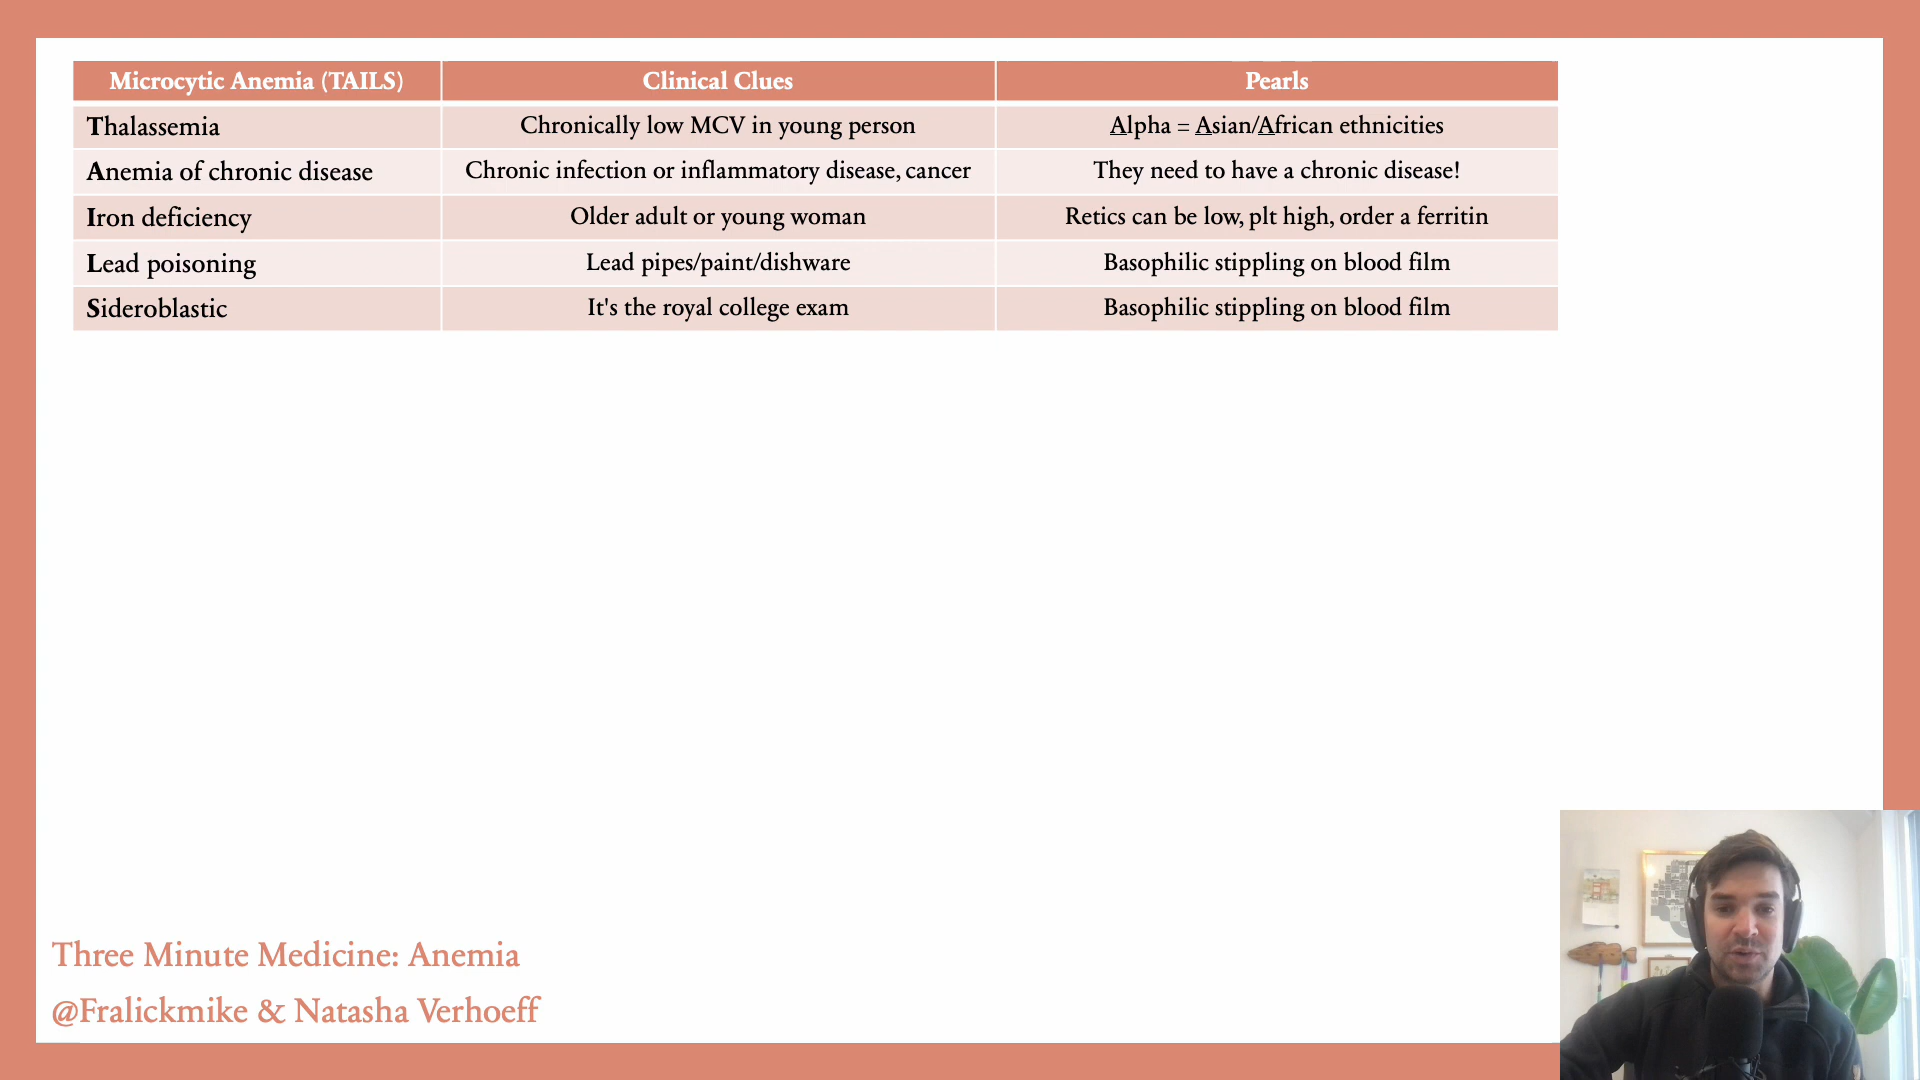 Microcytic Anemia (TAILS) Clinical Clues Pearls
Thalassemia Chronically low MCV in young person Alpha = Asian/African ethnicities
Anemia of chronic disease Chronic infection or inflammatory disease, cancer They need to have a chronic disease!
Iron deficiency Older adult or young woman Retics can be low, plt high, order a ferritin
Lead poisoning Lead pipes/paint/dishware Basophilic stippling on blood film
Sideroblastic It's the royal college exam Basophilic stippling on blood film
Three Minute Medicine: Anemia
@Fralickmike & Natasha Verhoeff